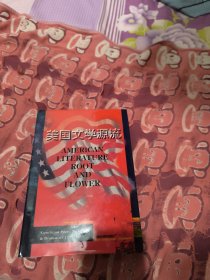 美国文学源流
AMERICAN
LITERATURE
ROOT
AND
FLOWER